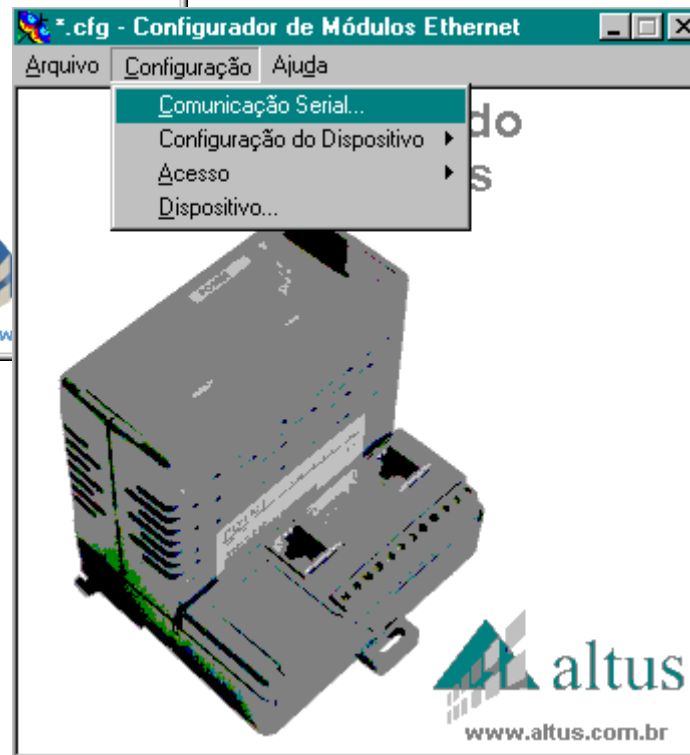 *.cfg - Configurador de Módulos Ethernet
Arquivo Configuração Ajuda
Comunicação Serial...
Configuração do Dispositivo
Acesso
Dispositivo...
do
s
altus
www.altus.com.br
w